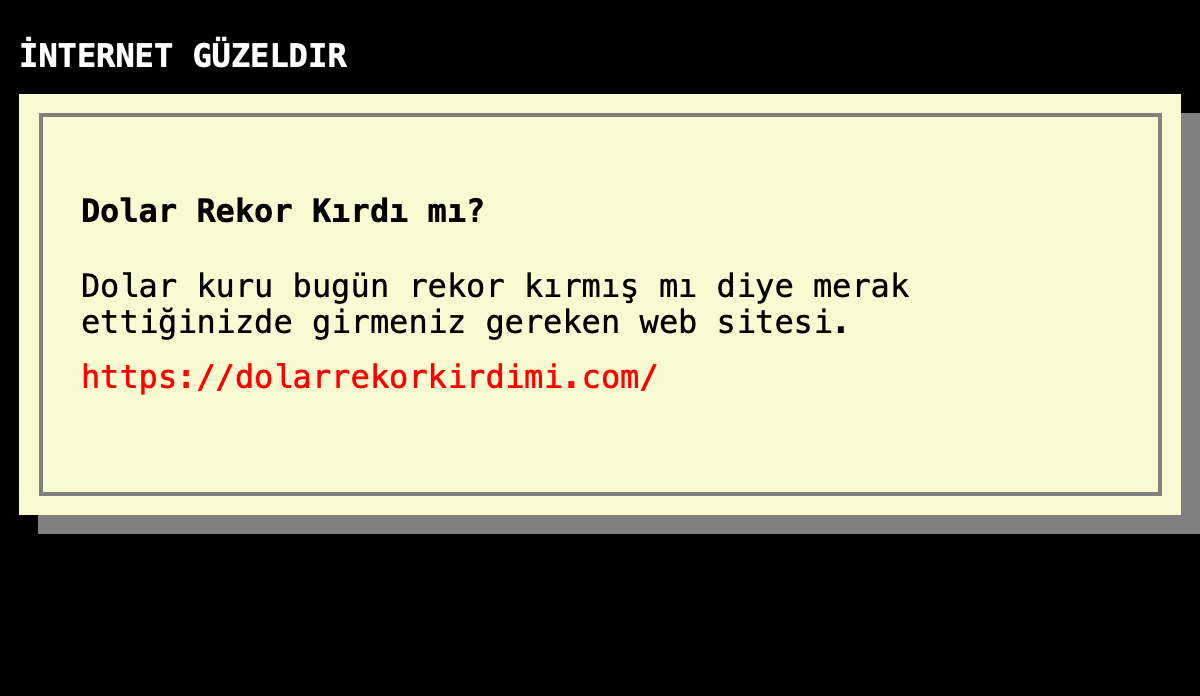 İNTERNET GÜZELDIR
Dolar Rekor Kırdı mı?
Dolar kuru bugün rekor kırmış mı diye merak
ettiğinizde girmeniz gereken web sitesi.
https://dolarrekorkirdimi.com/